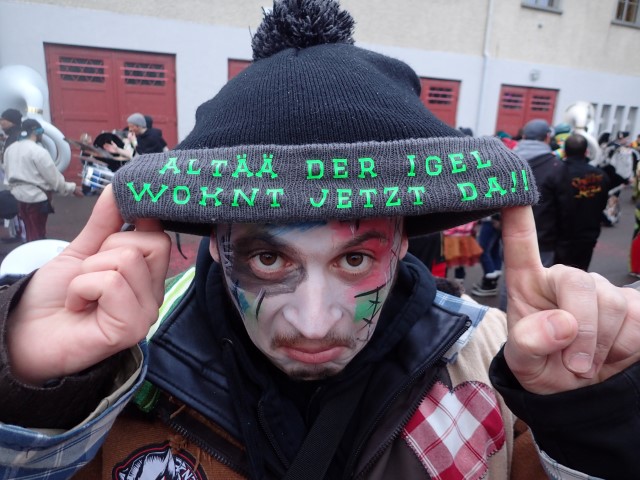 ALTÄÄ DER IGEL
WOHNT JETZT DA!!